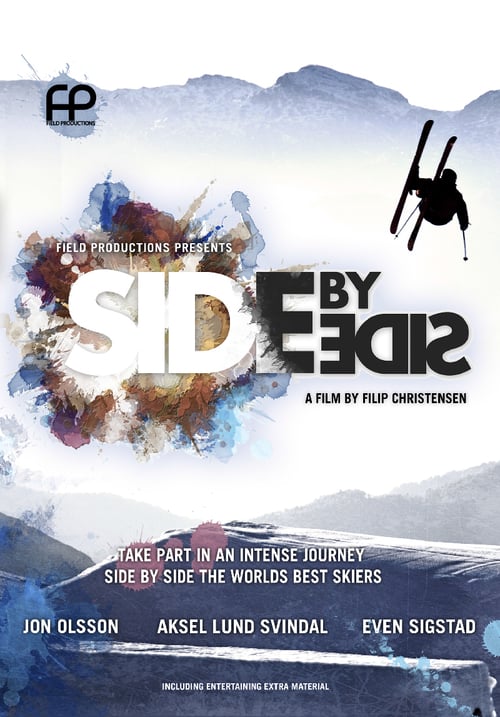 FP
FIELD PRODUCTIONS
FIELD PRODUCTIONS PRESENTS
SIDE BY
SIDE
A FILM BY FILIP CHRISTENSEN
TAKE PART IN AN INTENSE JOURNEY
SIDE BY SIDE THE WORLDS BEST SKIERS
JON OLSSON AKSEL LUND SVINDAL EVEN SIGSTAD
INCLUDING ENTERTAINING EXTRA MATERIAL